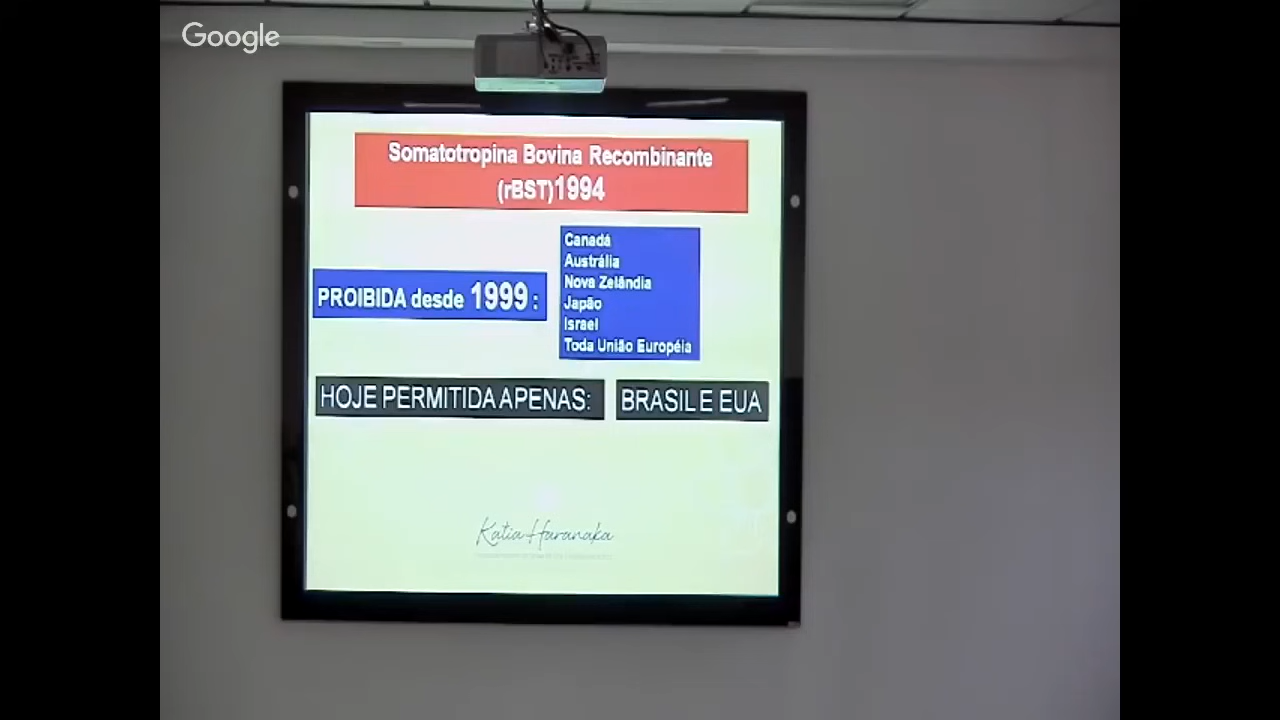 Google
Somatotropina Bovina Recombinante
(rBST)1994
PROIBIDA desde 1999 :
Canadá
Austrália
Nova Zelândia
Japão
Israel
Toda União Européia
HOJE PERMITIDA APENAS:
BRASIL E EUA
Katia Haranaka